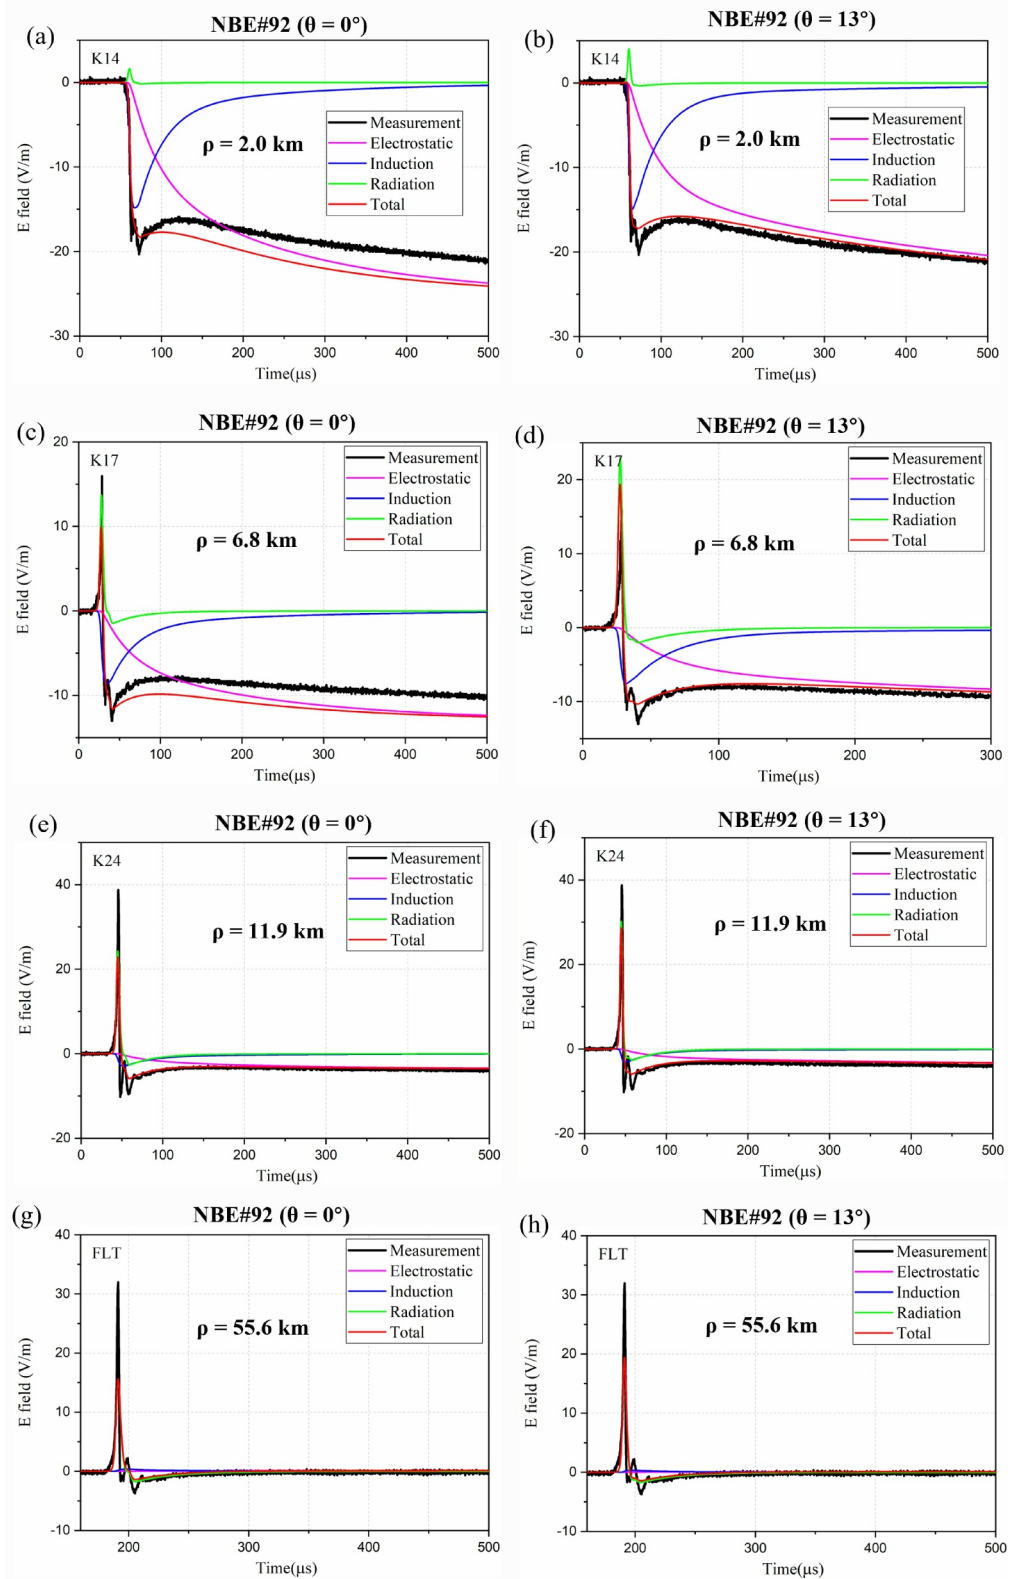 (a)
NBE#92 (θ = 0°)
K14
ρ = 2.0 km
Measurement
Electrostatic
Induction
Radiation
Total
E field (V/m)
0
-10
-20
-30
0 100 200 300 400 500
Time(μs)
(b)
NBE#92 (θ = 13°)
K14
ρ = 2.0 km
Measurement
Electrostatic
Induction
Radiation
Total
E field (V/m)
0
-10
-20
-30
0 100 200 300 400 500
Time(μs)
(c)
NBE#92 (θ = 0°)
K17
ρ = 6.8 km
Measurement
Electrostatic
Induction
Radiation
Total
E field (V/m)
20
10
0
-10
0 100 200 300 400 500
Time(μs)
(d)
NBE#92 (θ = 13°)
K17
ρ = 6.8 km
Measurement
Electrostatic
Induction
Radiation
Total
E field (V/m)
20
10
0
-10
0 100 200 300
Time(μs)
(e)
NBE#92 (θ = 0°)
K24
ρ = 11.9 km
Measurement
Electrostatic
Induction
Radiation
Total
E field (V/m)
40
20
0
-20
0 100 200 300 400 500
Time(μs)
(f)
NBE#92 (θ = 13°)
K24
ρ = 11.9 km
Measurement
Electrostatic
Induction
Radiation
Total
E field (V/m)
40
20
0
-20
0 100 200 300 400 500
Time(μs)
(g)
NBE#92 (θ = 0°)
FLT
ρ = 55.6 km
Measurement
Electrostatic
Induction
Radiation
Total
E field (V/m)
40
30
20
10
0
-10
200 300 400 500
Time(μs)
(h)
NBE#92 (θ = 13°)
FLT
ρ = 55.6 km
Measurement
Electrostatic
Induction
Radiation
Total
E field (V/m)
40
30
20
10
0
-10
200 300 400 500
Time(μs)